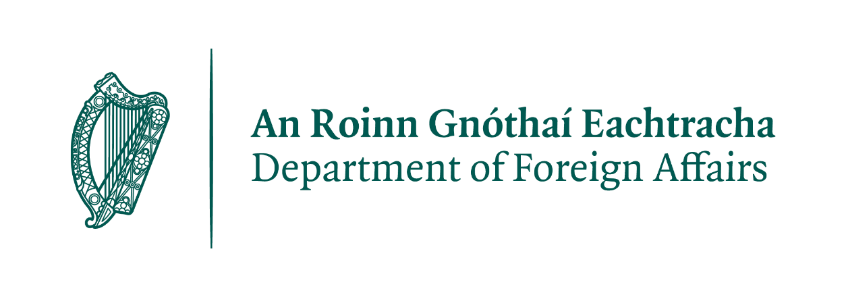 An Roinn Gnóthaí Eachtracha
Department of Foreign Affairs